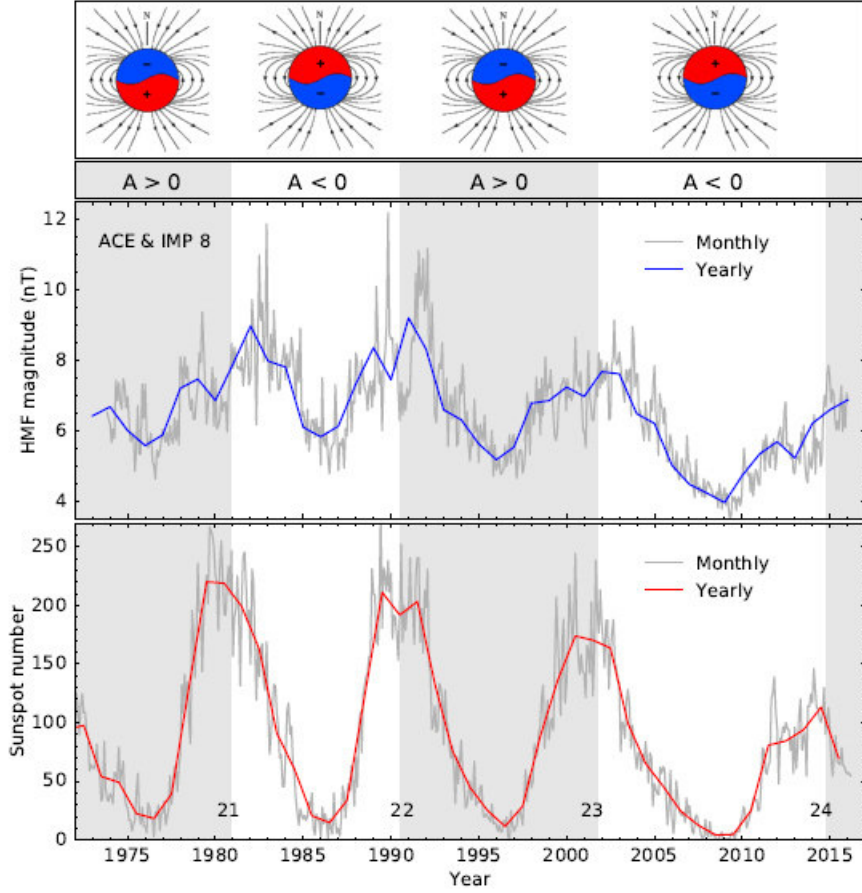 N N N N
- + - +
+ - + -
A > 0 A < 0 A > 0 A < 0
12
ACE & IMP 8
Monthly
Yearly
10
8
6
4
HMF magnitude (nT)
250
Monthly
Yearly
200
150
100
50
0
Sunspot number
21 22 23 24
1975 1980 1985 1990 1995 2000 2005 2010 2015
Year